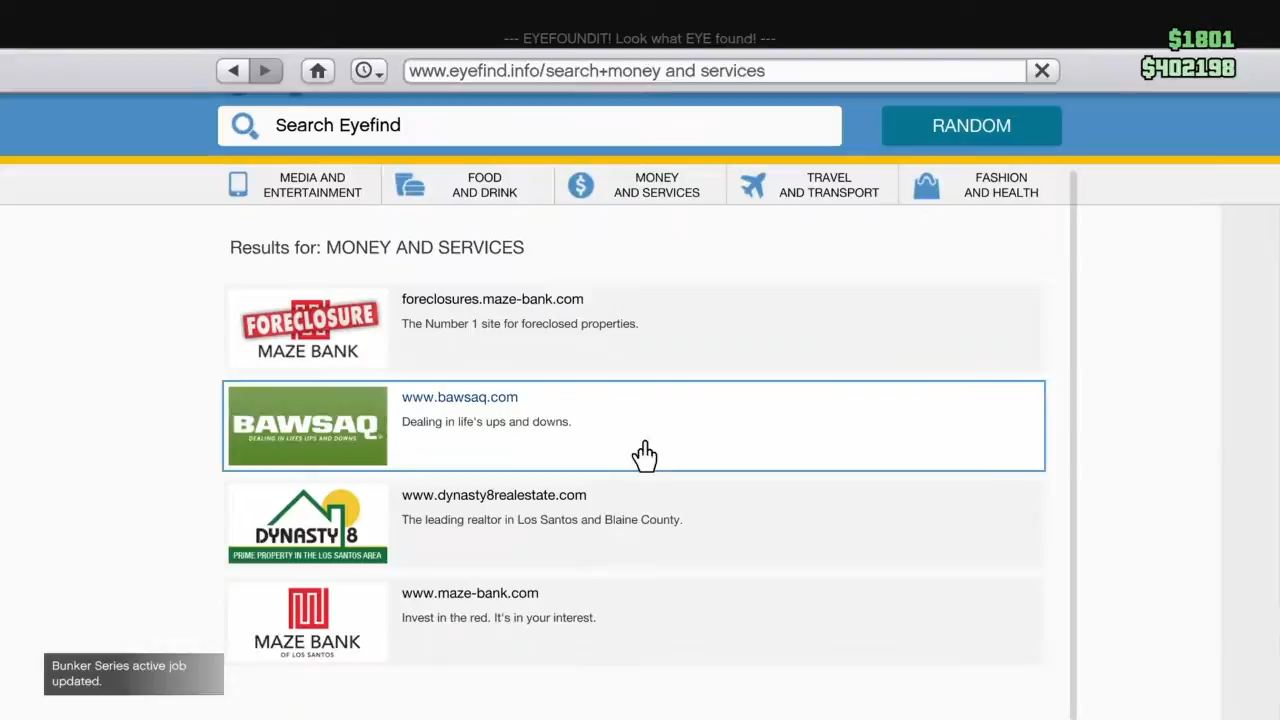 --- EYEFOUNDIT! Look what EYE found! ---
$1801
$402198
www.eyefind.info/search+money and services
Search Eyefind
RANDOM
MEDIA AND
ENTERTAINMENT
FOOD
AND DRINK
MONEY
AND SERVICES
TRAVEL
AND TRANSPORT
FASHION
AND HEALTH
Results for: MONEY AND SERVICES
FORECLOSURE
MAZE BANK
foreclosures.maze-bank.com
The Number 1 site for foreclosed properties.
BAWSAQ
DEALING IN LIFE'S UPS AND DOWNS
www.bawsaq.com
Dealing in life's ups and downs.
DYNASTY 8
PRIME PROPERTY IN THE LOS SANTOS AREA
www.dynasty8realestate.com
The leading realtor in Los Santos and Blaine County.
MAZE BANK
OF LOS SANTOS
www.maze-bank.com
Invest in the red. It's in your interest.
Bunker Series active job
updated.